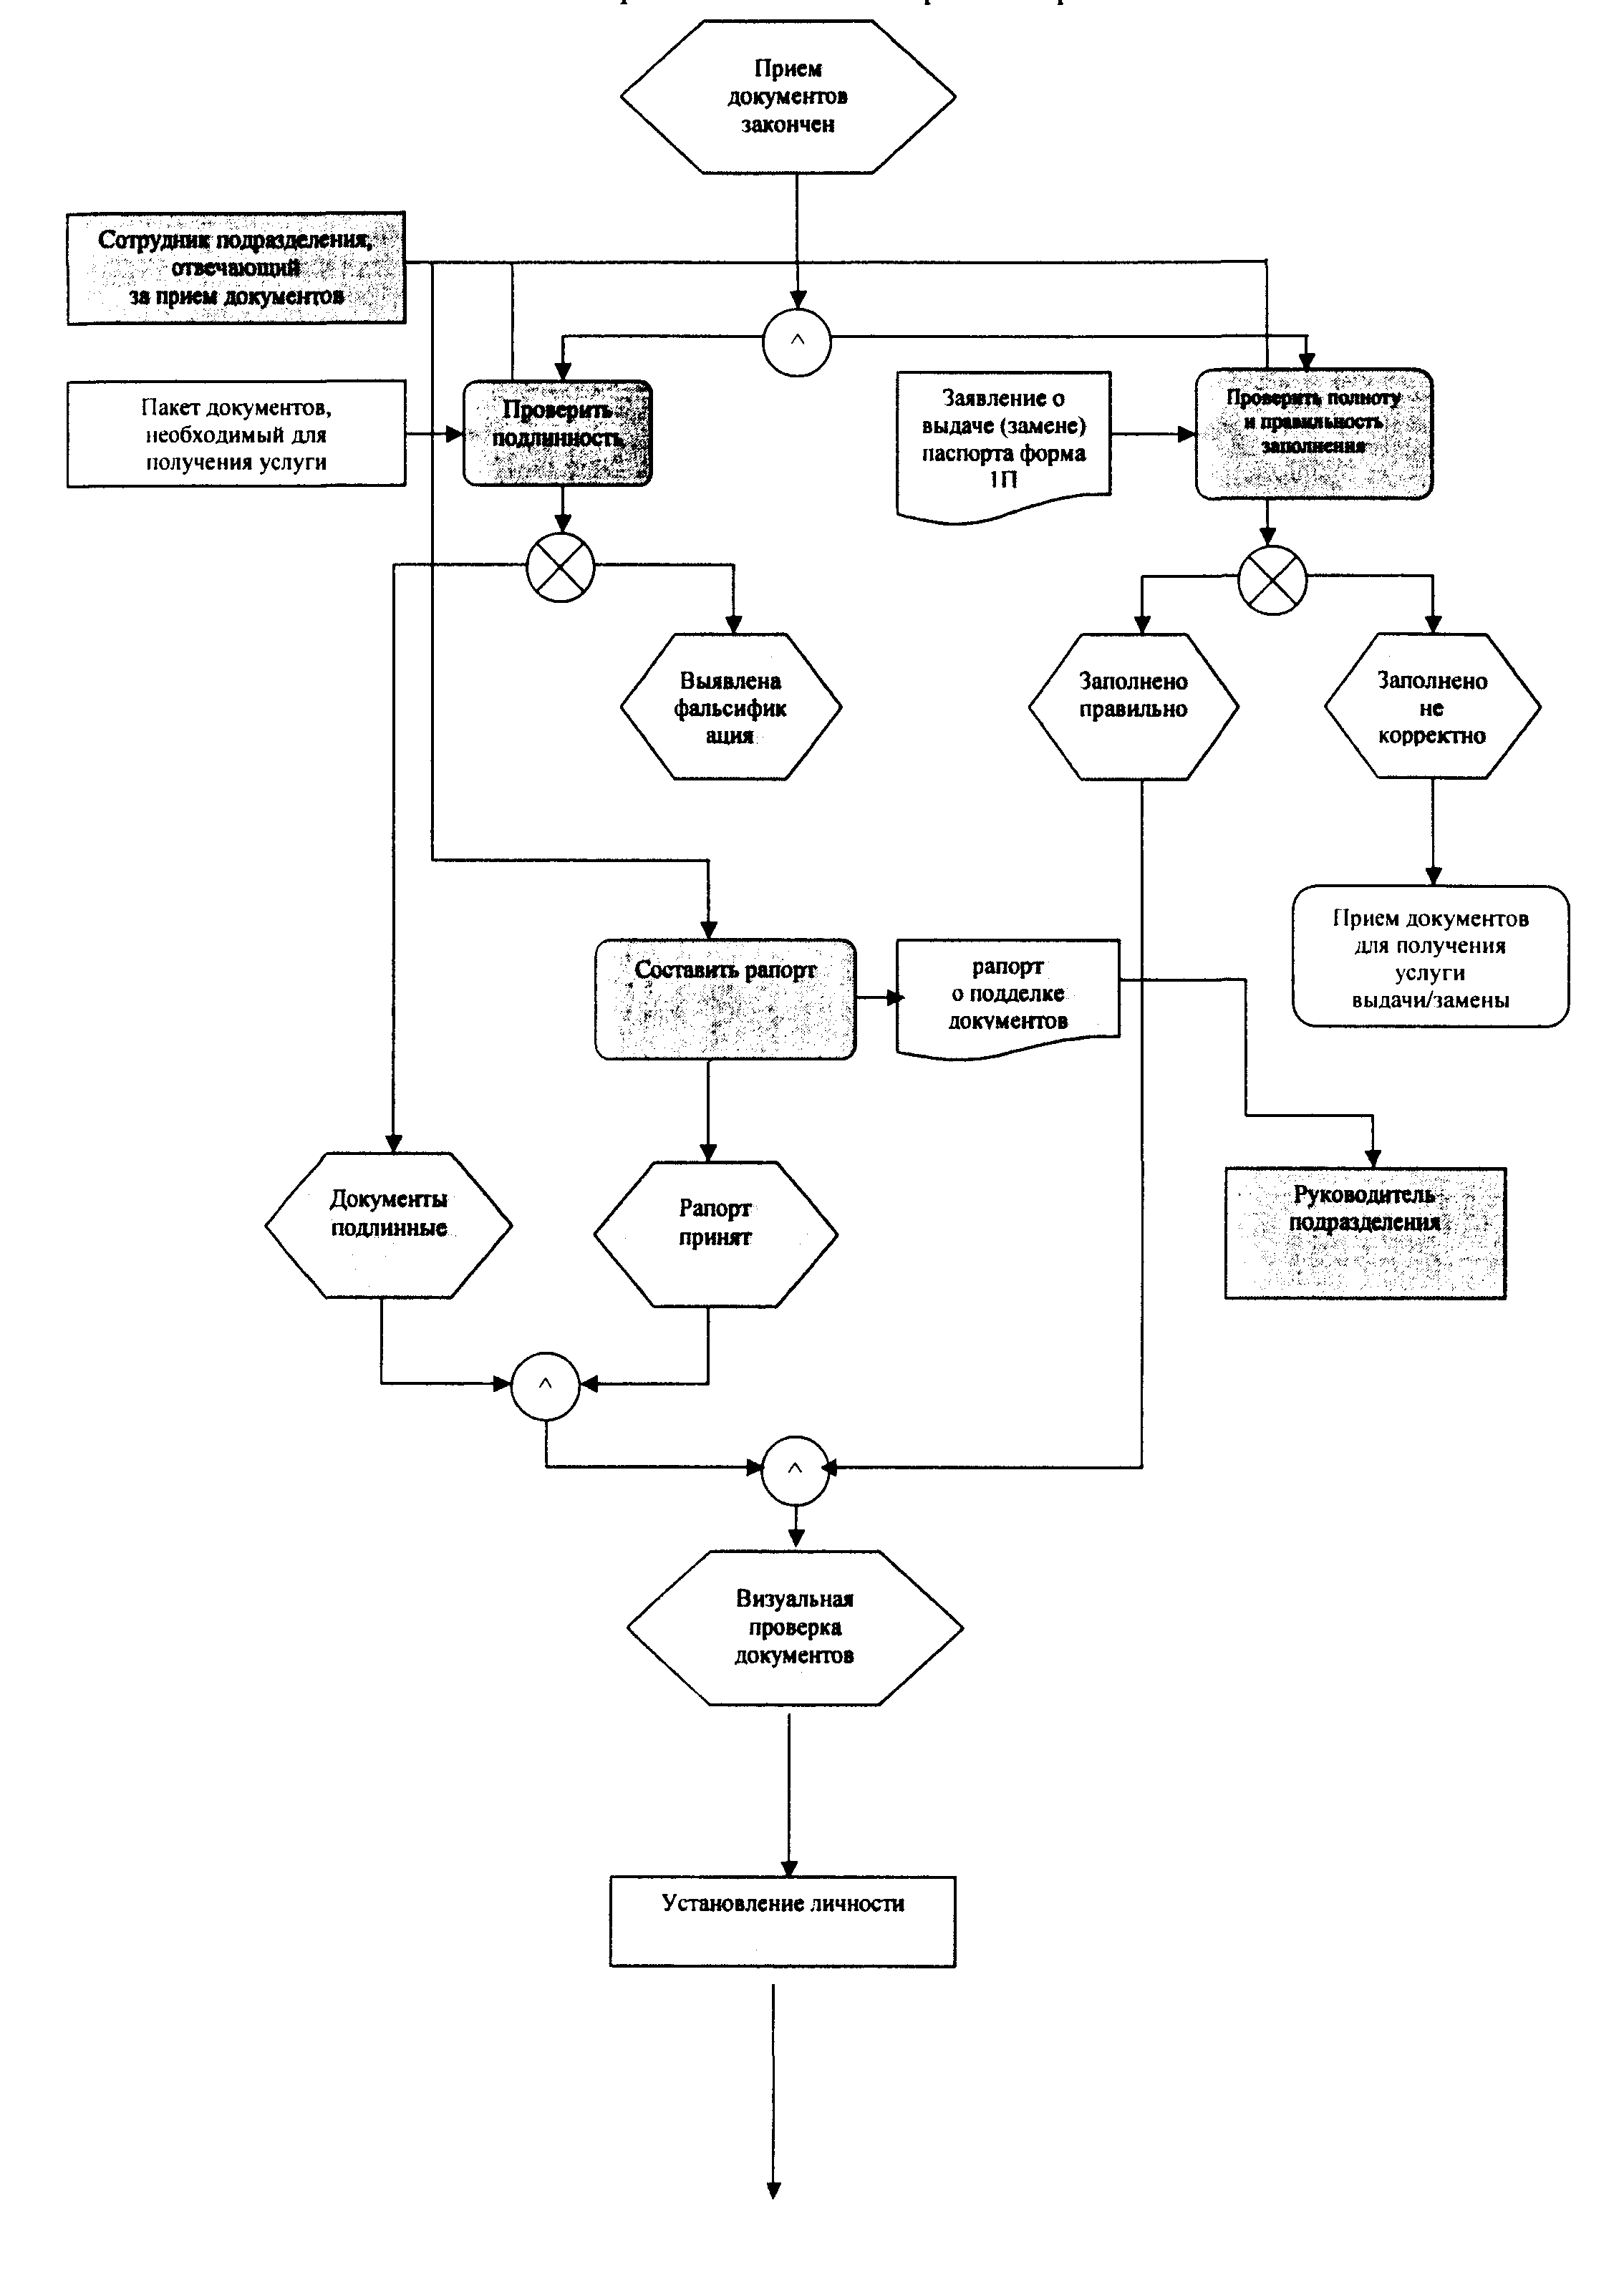 Прием
документов
закончен
Сотрудник подразделения,
отвечающий
за прием документов
^
Пакет документов,
необходимый для
получения услуги
Проверить
подлинность
Заявление о
выдаче (замене)
паспорта форма
1П
Проверить полноту
и правильность
заполнения
Выявлена
фальсифик
ация
Заполнено
правильно
Заполнено
не
корректно
Составить рапорт
рапорт
о подделке
документов
Прием документов
для получения
услуги
выдачи/замены
Документы
подлинные
Рапорт
принят
Руководитель
подразделения
^
^
Визуальная
проверка
документов
Установление личности